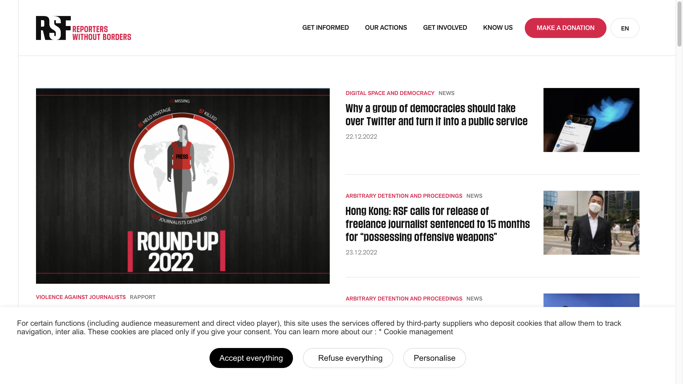 RSF REPORTERS
WITHOUT BORDERS
GET INFORMED
OUR ACTIONS
GET INVOLVED
KNOW US
MAKE A DONATION
EN
MISSING
HELD HOSTAGE
KILLED
PRESS
JOURNALISTS DETAINED
ROUND-UP
2022
VIOLENCE AGAINST JOURNALISTS RAPPORT
DIGITAL SPACE AND DEMOCRACY NEWS
Why a group of democracies should take
over Twitter and turn it into a public service
22.12.2022
ARBITRARY DETENTION AND PROCEEDINGS NEWS
Hong Kong: RSF calls for release of
freelance journalist sentenced to 15 months
for “possessing offensive weapons”
23.12.2022
ARBITRARY DETENTION AND PROCEEDINGS NEWS
For certain functions (including audience measurement and direct video player), this site uses the services offered by third-party suppliers who deposit cookies that allow them to track
navigation, inter alia. These cookies are placed only if you give your consent. You can learn more about our : " Cookie management
Accept everything
Refuse everything
Personalise